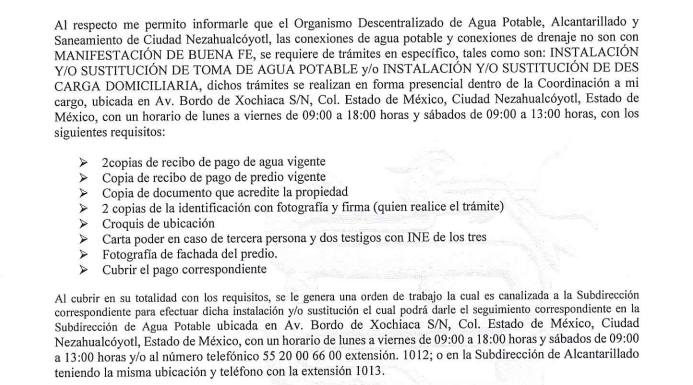 Al respecto me permito informarle que el Organismo Descentralizado de Agua Potable, Alcantarillado y
Saneamiento de Ciudad Nezahualcóyotl, las conexiones de agua potable y conexiones de drenaje no son con
MANIFESTACIÓN DE BUENA FE, se requiere de trámites en específico, tales como son: INSTALACIÓN
Y/O SUSTITUCIÓN DE TOMA DE AGUA POTABLE y/o INSTALACIÓN Y/O SUSTITUCIÓN DE DES
CARGA DOMICILIARIA, dichos trámites se realizan en forma presencial dentro de la Coordinación a mi
cargo, ubicada en Av. Bordo de Xochiaca S/N, Col. Estado de México, Ciudad Nezahualcóyotl, Estado de
México, con un horario de lunes a viernes de 09:00 a 18:00 horas y sábados de 09:00 a 13:00 horas, con los
siguientes requisitos:
➢ 2copias de recibo de pago de agua vigente
➢ Copia de recibo de pago de predio vigente
➢ Copia de documento que acredite la propiedad
➢ 2 copias de la identificación con fotografía y firma (quien realice el trámite)
➢ Croquis de ubicación
➢ Carta poder en caso de tercera persona y dos testigos con INE de los tres
➢ Fotografía de fachada del predio.
➢ Cubrir el pago correspondiente
Al cubrir en su totalidad con los requisitos, se le genera una orden de trabajo la cual es canalizada a la Subdirección
correspondiente para efectuar dicha instalación y/o sustitución el cual podrá darle el seguimiento correspondiente en la
Subdirección de Agua Potable ubicada en Av. Bordo de Xochiaca S/N, Col. Estado de México, Ciudad
Nezahualcóyotl, Estado de México, con un horario de lunes a viernes de 09:00 a 18:00 horas y sábados de 09:00
a 13:00 horas y/o al número telefónico 55 20 00 66 00 extensión. 1012; o en la Subdirección de Alcantarillado
teniendo la misma ubicación y teléfono con la extensión 1013.